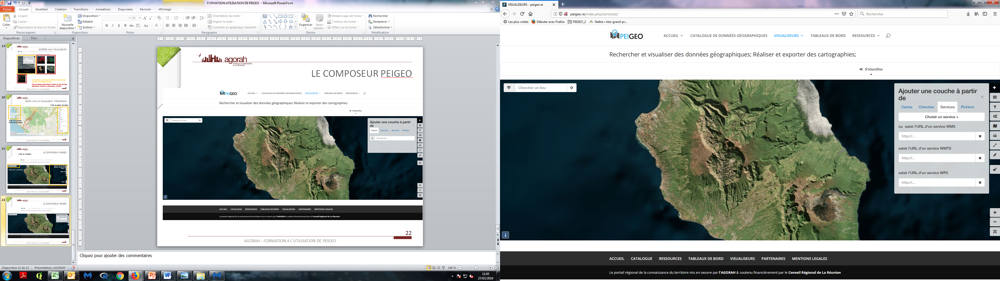 FORMATION UTILISATION DE PEIGEO - Microsoft PowerPoint
Fichier Accueil Insertion Création Transitions Animations Diaporama Révision Affichage
Coller
Couper
Copier
Reproduire la mise en forme
Presse-papiers
Nouvelle diapositive
Disposition
Rétablir
Section
Diapositives
28
G I S S abc AV Aa A
Police
Orientation du texte
Aligner le texte
Convertir en graphique SmartArt
Paragraphe
Organiser
Styles rapides
Remplissage de forme
Contour de forme
Effets sur la forme
Dessin
Rechercher
Remplacer
Sélectionner
Modification
Diapositives Plan
19
ACCÉDER AUX VISUALISEURS
20
ZOOM SUR UN VISUALISEUR THÉMATIQUE
Outils de gestion des tables
Outils de navigation
21
LE COMPOSEUR PEIGEO
Outils de navigation
22
LE COMPOSEUR PEIGEO
agorah
AGENCE D'URBANISME
A LA RÉUNION
LE COMPOSEUR PEIGEO
PEIGEO ACCUEIL CATALOGUE DE DONNÉES GÉOGRAPHIQUES VISUALISEURS TABLEAUX DE BORD RESSOURCES
Rechercher et visualiser des données géographiques; Réaliser et exporter des cartographies;
S'identifier
Chercher un lieu
Ajouter une couche à partir
de
Cartes Chercher Services Fichiers
Rechercher
ACCUEIL CATALOGUE RESSOURCES TABLEAUX DE BORD VISUALISEURS PARTENAIRES MENTIONS LEGALES
Le portail régional de la connaissance du territoire mis en oeuvre par l'AGORAH & soutenu financièrement par le Conseil Régional de La Réunion
22
AGORAH - FORMATION A L'UTILISATION DE PEIGEO
Cliquez pour ajouter des commentaires
Diapositive 22 de 22 "Présentation_AGORAH" 106 %
11:05
27/03/2019
VISUALISEURS - peigeo.re
peigeo.re/index.php/cartostat/
Rechercher
Les plus visités Débuter avec Firefox PEIGEO_2 Naître « très-grand-pr...
PEIGEO ACCUEIL CATALOGUE DE DONNÉES GÉOGRAPHIQUES VISUALISEURS TABLEAUX DE BORD RESSOURCES
Rechercher et visualiser des données géographiques; Réaliser et exporter des cartographies;
S'identifier
Chercher un lieu
Ajouter une couche à partir
de
Cartes Chercher Services Fichiers
Choisir un service
ou saisir l'URL d'un service WMS
http://...
saisir l'URL d'un service WMTS
http://...
saisir l'URL d'un service WFS
http://...
ACCUEIL CATALOGUE RESSOURCES TABLEAUX DE BORD VISUALISEURS PARTENAIRES MENTIONS LEGALES
Le portail régional de la connaissance du territoire mis en oeuvre par l'AGORAH & soutenu financièrement par le Conseil Régional de La Réunion